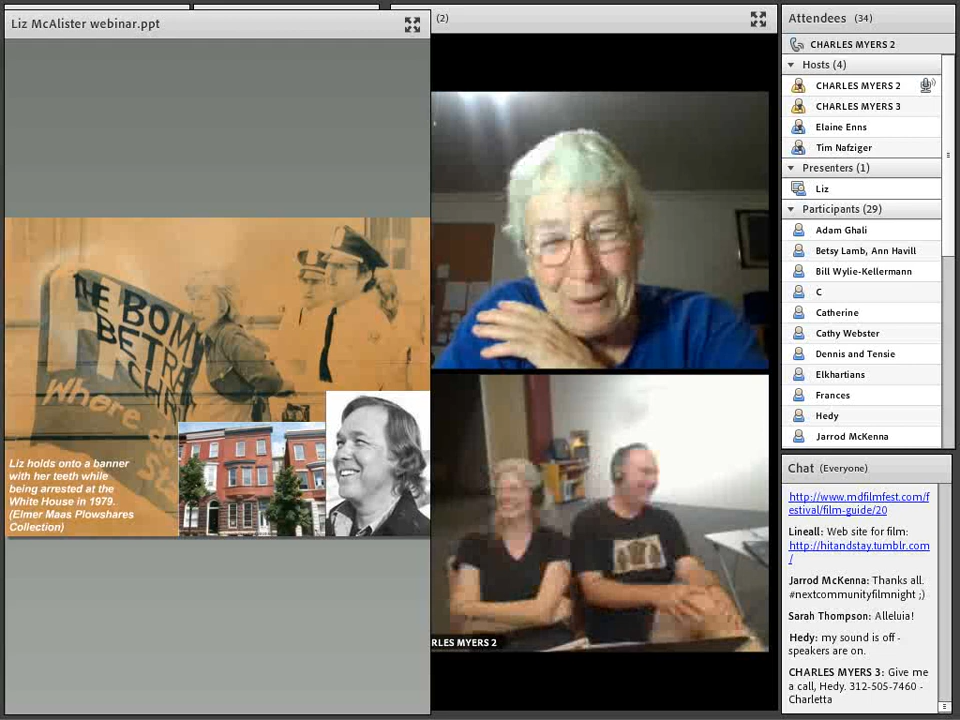 Liz McAlister webinar.ppt
THE BOMB
BETRAYS
CHRIST
Where do
Liz holds onto a banner
with her teeth while
being arrested at the
White House in 1979.
(Elmer Maas Plowshares
Collection)
(2)
RLES MYERS 2
Attendees (34)
CHARLES MYERS 2
Hosts (4)
CHARLES MYERS 2
CHARLES MYERS 3
Elaine Enns
Tim Nafziger
Presenters (1)
Liz
Participants (29)
Adam Ghali
Betsy Lamb, Ann Havill
Bill Wylie-Kellermann
C
Catherine
Cathy Webster
Dennis and Tensie
Elkhartians
Frances
Hedy
Jarrod McKenna
Chat (Everyone)
http://www.mdfilmfest.com/f
estival/film-guide/20
Lineall: Web site for film:
http://hitandstay.tumblr.com
/
Jarrod McKenna: Thanks all.
#nextcommunityfilmnight ;)
Sarah Thompson: Alleluia!
Hedy: my sound is off -
speakers are on.
CHARLES MYERS 3: Give me
a call, Hedy. 312-505-7460 -
Charletta